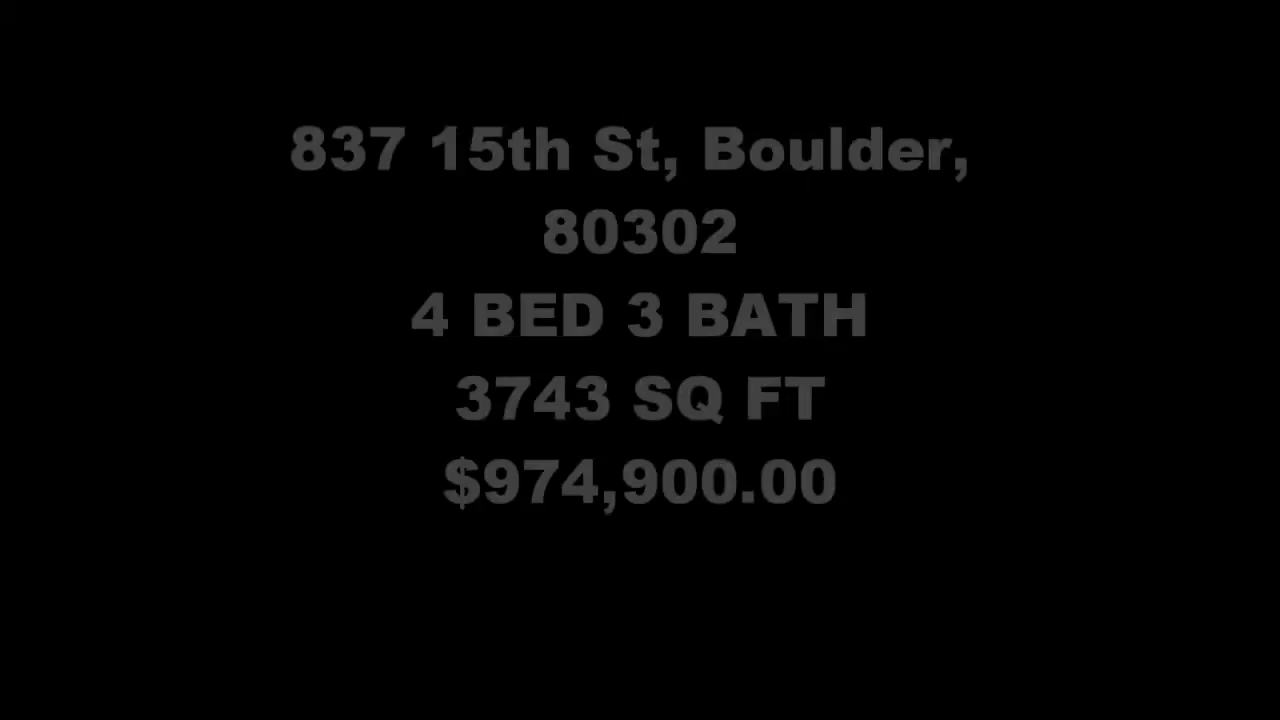 837 15th St, Boulder,
80302
4 BED 3 BATH
3743 SQ FT
$974,900.00